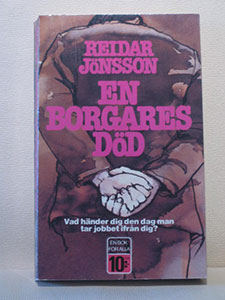 REIDAR
JÖNSSON
EN
BORGARES
DÖD
Vad händer dig den dag man
tar jobbet ifrån dig?
EN BOK
FÖR ALLA
10:-